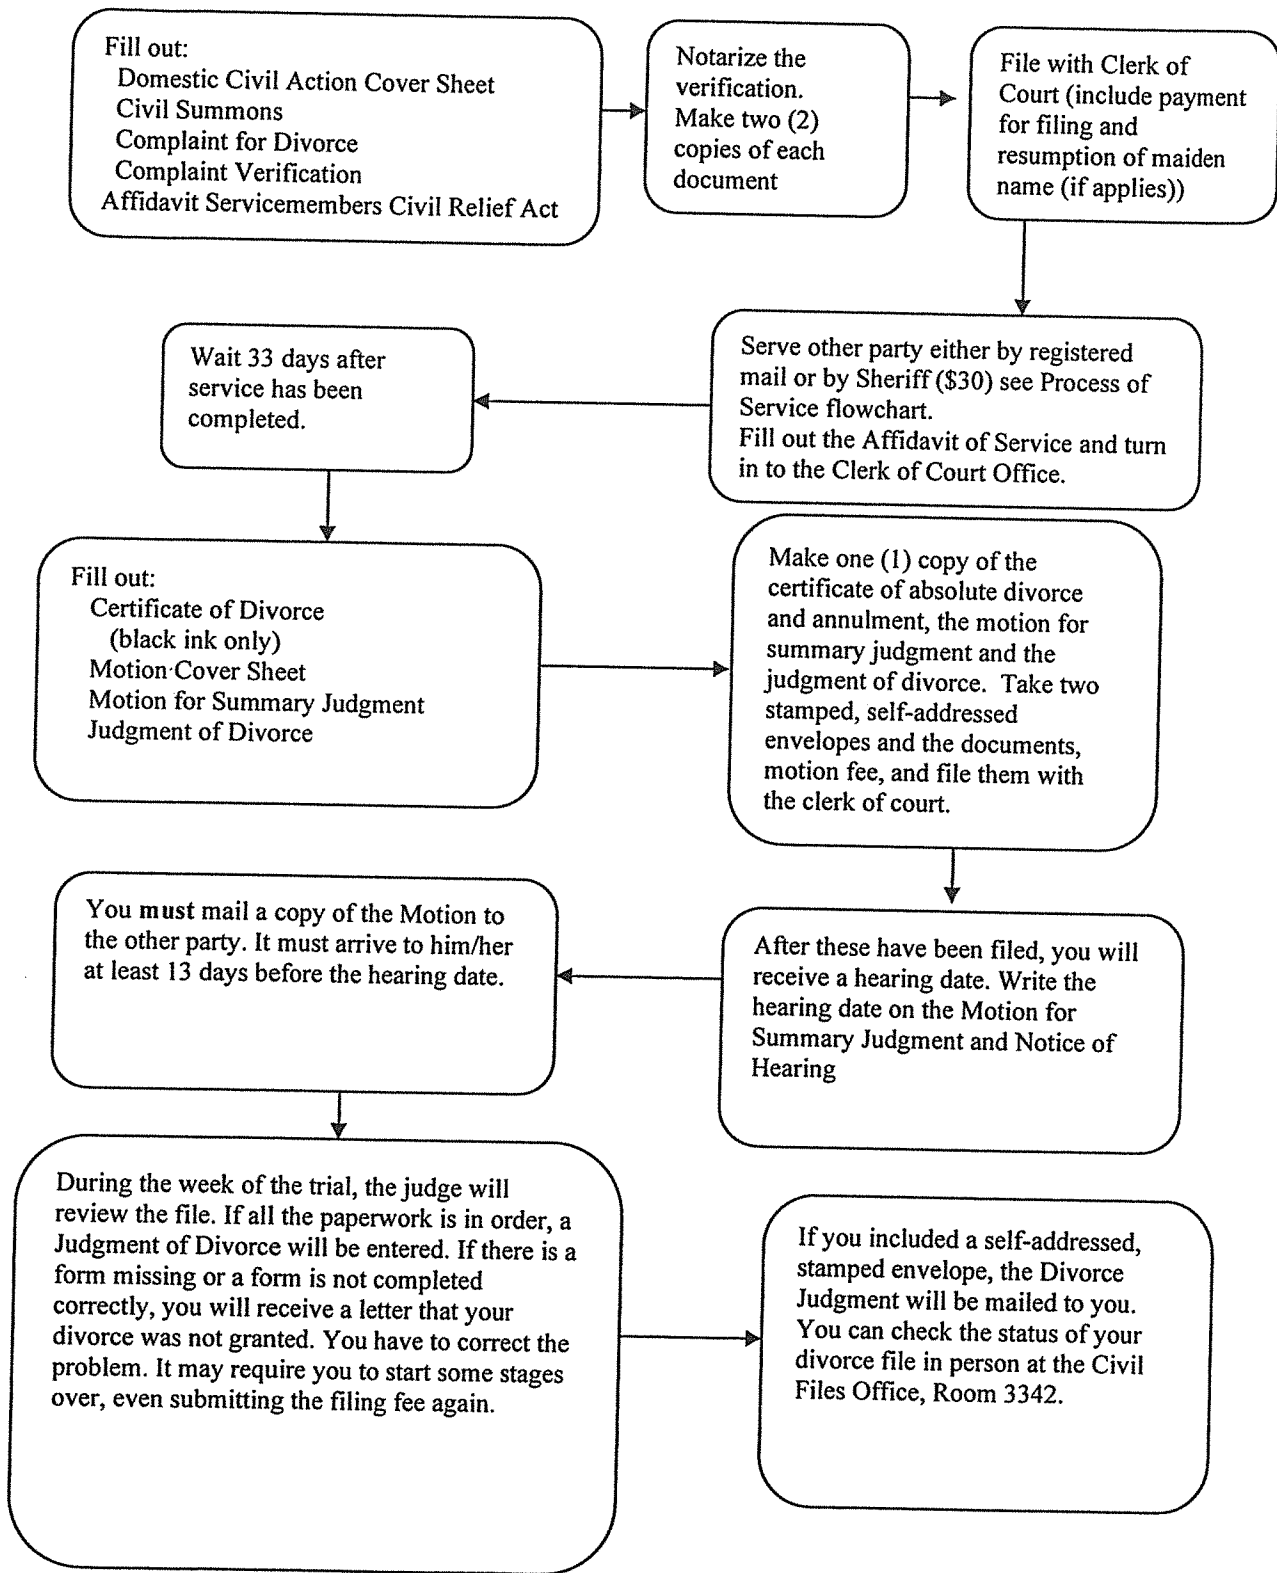 Fill out:
Domestic Civil Action Cover Sheet
Civil Summons
Complaint for Divorce
Complaint Verification
Affidavit Servicemembers Civil Relief Act
Notarize the
verification.
Make two (2)
copies of each
document
File with Clerk of
Court (include payment
for filing and
resumption of maiden
name (if applies))
Serve other party either by registered
mail or by Sheriff ($30) see Process of
Service flowchart.
Fill out the Affidavit of Service and turn
in to the Clerk of Court Office.
Wait 33 days after
service has been
completed.
Fill out:
Certificate of Divorce
(black ink only)
Motion Cover Sheet
Motion for Summary Judgment
Judgment of Divorce
Make one (1) copy of the
certificate of absolute divorce
and annulment, the motion for
summary judgment and the
judgment of divorce. Take two
stamped, self-addressed
envelopes and the documents,
motion fee, and file them with
the clerk of court.
After these have been filed, you will
receive a hearing date. Write the
hearing date on the Motion for
Summary Judgment and Notice of
Hearing
You must mail a copy of the Motion to
the other party. It must arrive to him/her
at least 13 days before the hearing date.
During the week of the trial, the judge will
review the file. If all the paperwork is in order, a
Judgment of Divorce will be entered. If there is a
form missing or a form is not completed
correctly, you will receive a letter that your
divorce was not granted. You have to correct the
problem. It may require you to start some stages
over, even submitting the filing fee again.
If you included a self-addressed,
stamped envelope, the Divorce
Judgment will be mailed to you.
You can check the status of your
divorce file in person at the Civil
Files Office, Room 3342.